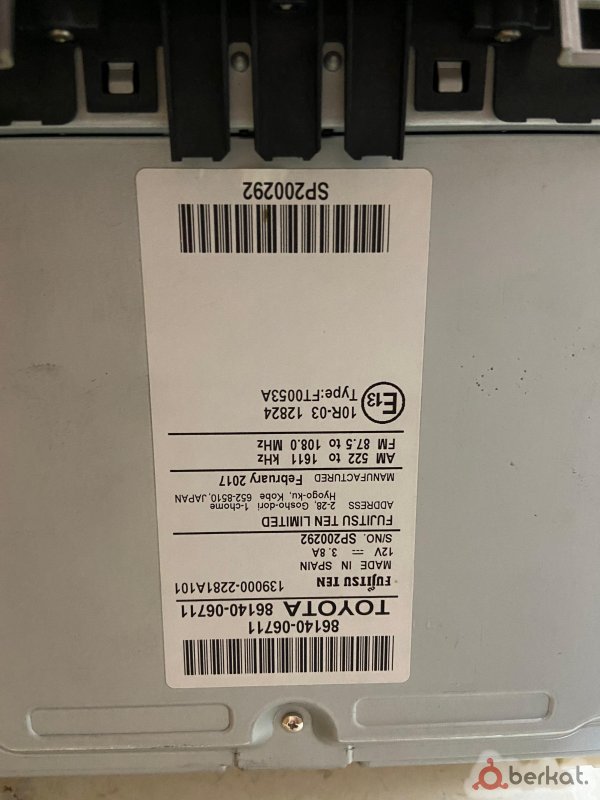 86140-06711
TOYOTA 86140-06711
FUJITSU TEN 139000-2281A101
MADE IN SPAIN
12V ⎓ 3.8A
S/NO. SP200292
FUJITSU TEN LIMITED
ADDRESS 2-28, Gosho-dori 1-chome
Hyogo-ku, Kobe 652-8510, JAPAN
MANUFACTURED February 2017
AM 522 to 1611 kHz
FM 87.5 to 108.0 MHz
E13 10R-03 12824
Type:FT0053A
SP200292
berkat.